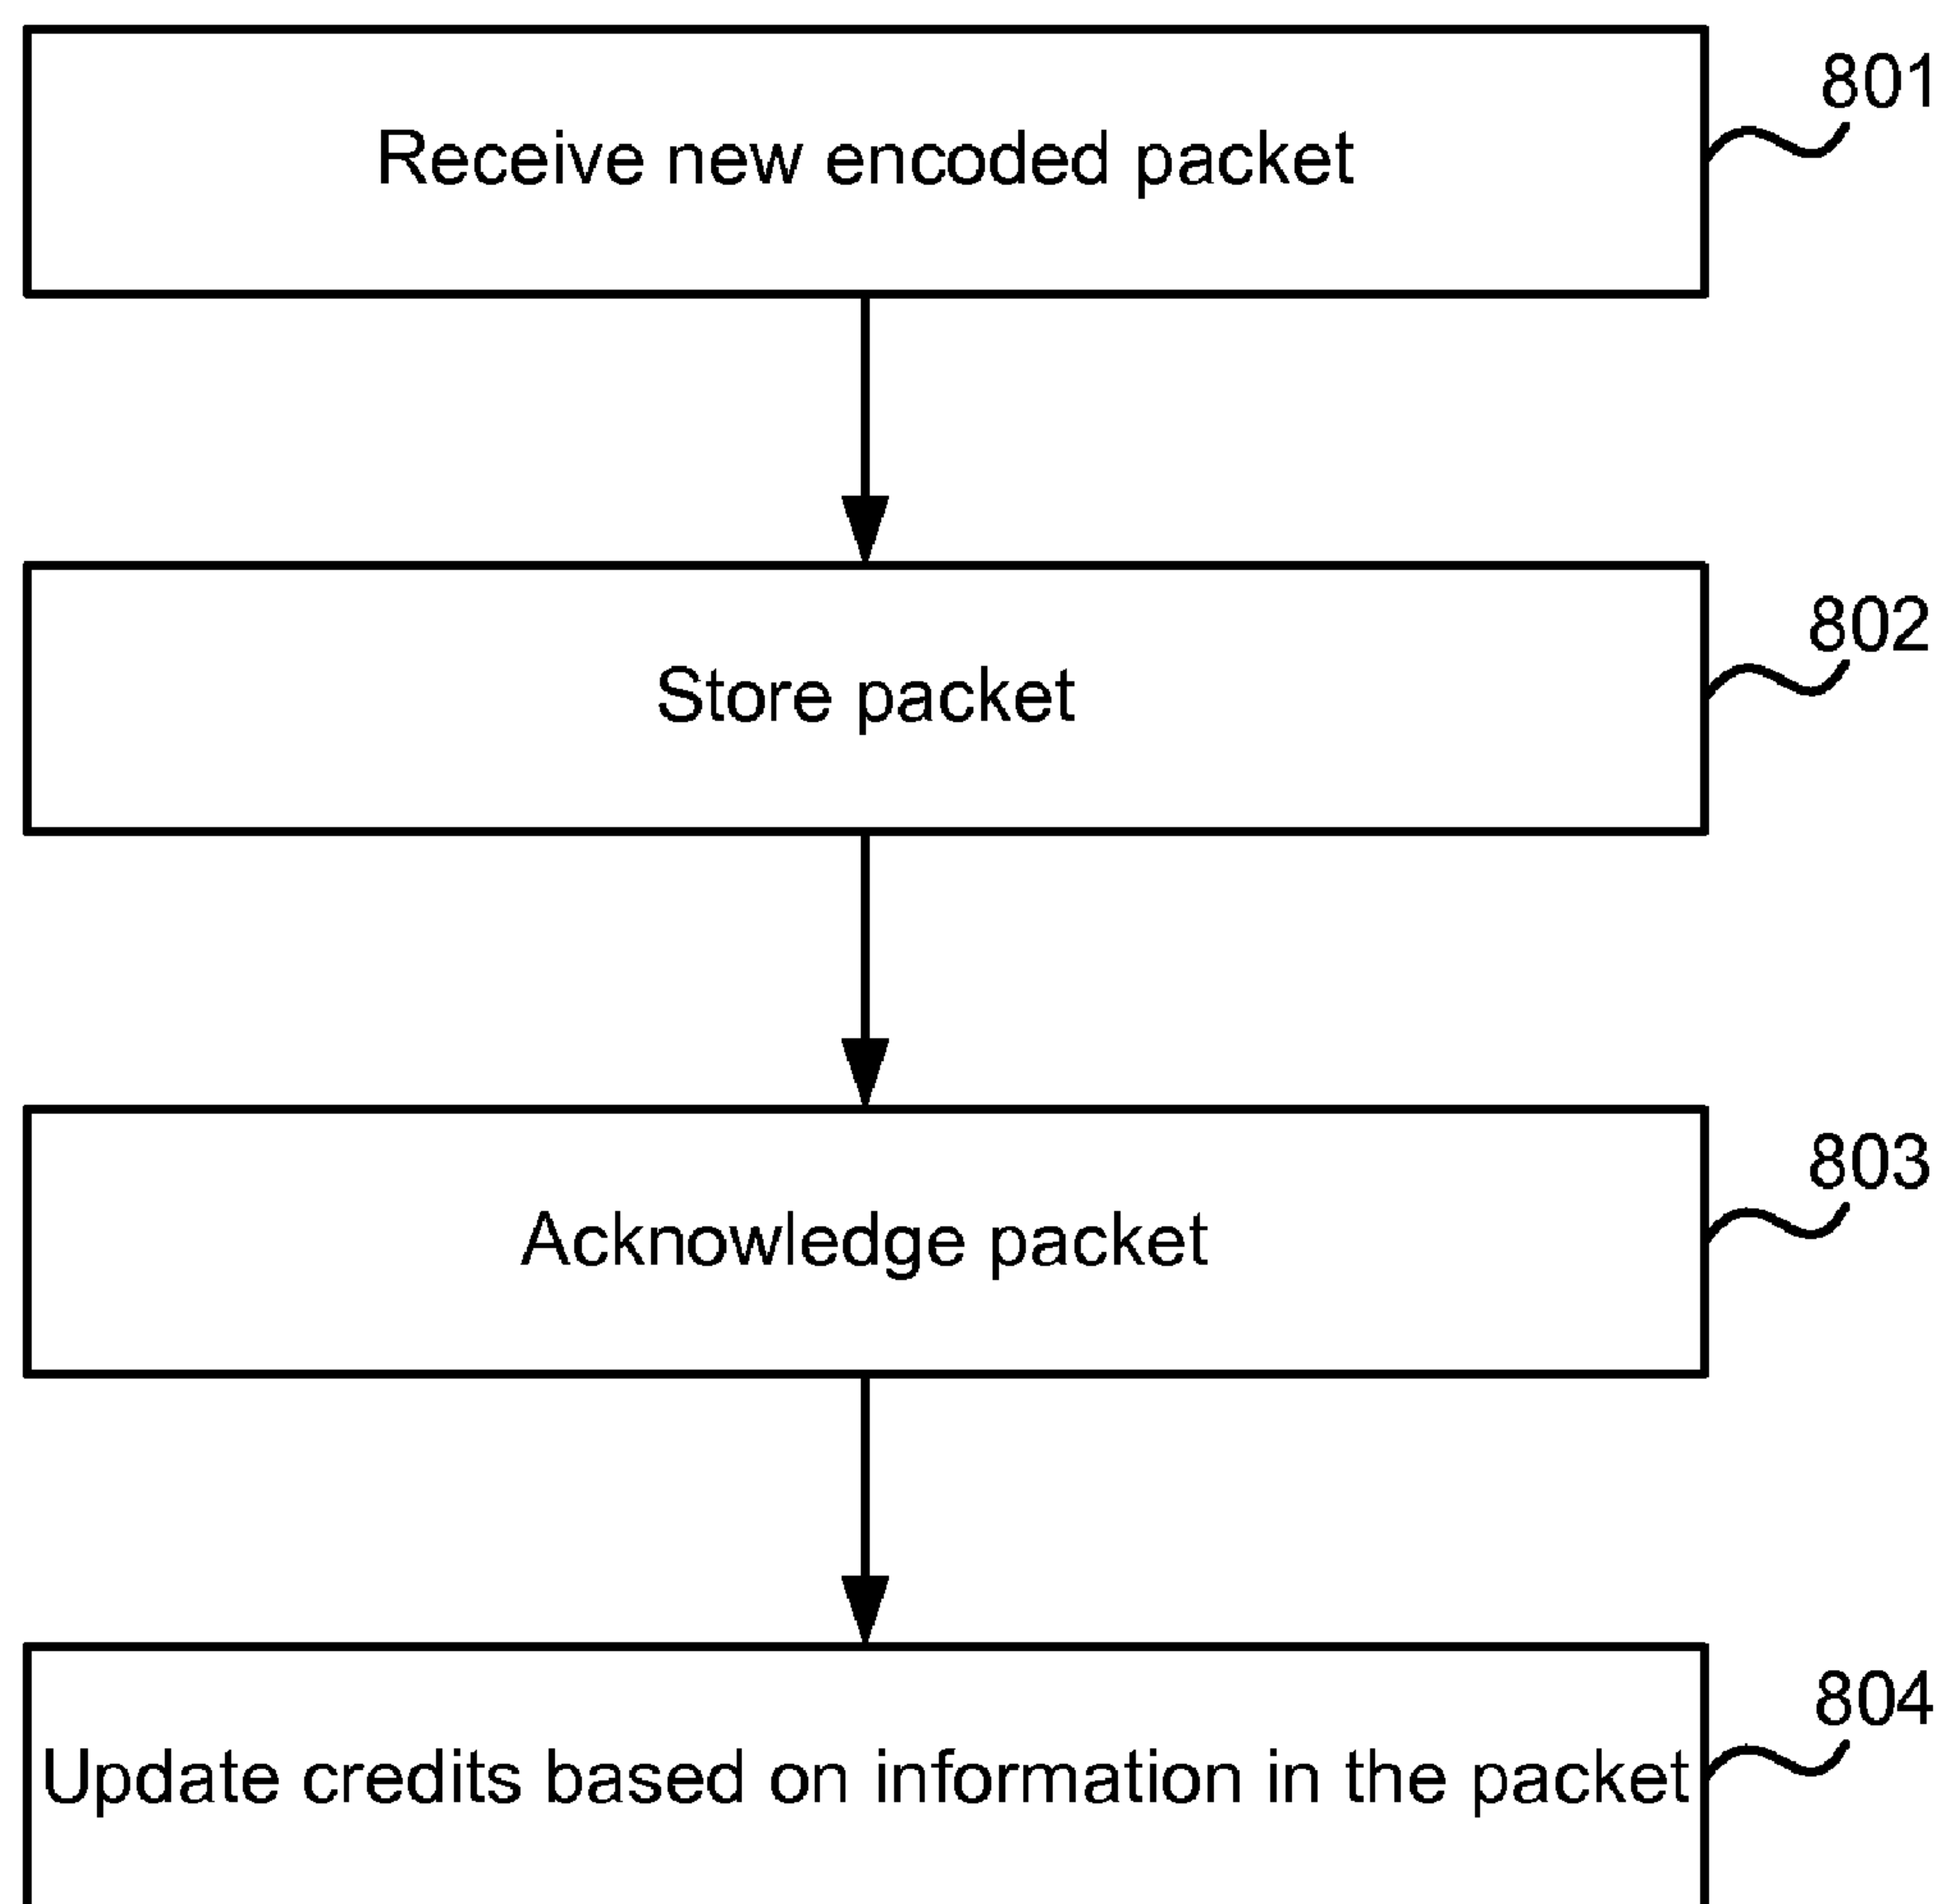 801
Receive new encoded packet
802
Store packet
803
Acknowledge packet
804
Update credits based on information in the packet